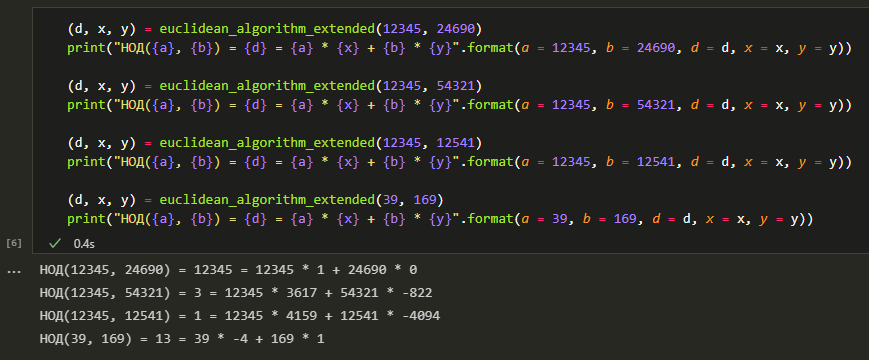 (d, x, y) = euclidean_algorithm_extended(12345, 24690)
print("НОД({a}, {b}) = {d} = {a} * {x} + {b} * {y}".format(a = 12345, b = 24690, d = d, x = x, y = y))
(d, x, y) = euclidean_algorithm_extended(12345, 54321)
print("НОД({a}, {b}) = {d} = {a} * {x} + {b} * {y}".format(a = 12345, b = 54321, d = d, x = x, y = y))
(d, x, y) = euclidean_algorithm_extended(12345, 12541)
print("НОД({a}, {b}) = {d} = {a} * {x} + {b} * {y}".format(a = 12345, b = 12541, d = d, x = x, y = y))
(d, x, y) = euclidean_algorithm_extended(39, 169)
print("НОД({a}, {b}) = {d} = {a} * {x} + {b} * {y}".format(a = 39, b = 169, d = d, x = x, y = y))
[6] ✓ 0.4s
... НОД(12345, 24690) = 12345 = 12345 * 1 + 24690 * 0
НОД(12345, 54321) = 3 = 12345 * 3617 + 54321 * -822
НОД(12345, 12541) = 1 = 12345 * 4159 + 12541 * -4094
НОД(39, 169) = 13 = 39 * -4 + 169 * 1